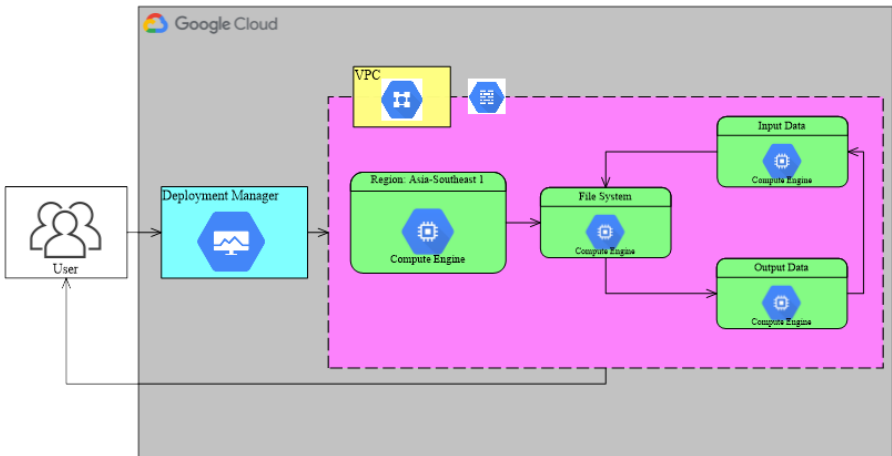 Google Cloud
VPC
Input Data
Compute Engine
Region: Asia-Southeast 1
Compute Engine
File System
Compute Engine
Deployment Manager
User
Output Data
Compute Engine